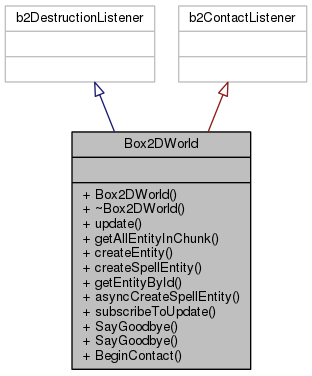 b2DestructionListener
b2ContactListener
Box2DWorld
+ Box2DWorld()
+ ~Box2DWorld()
+ update()
+ getAllEntityInChunk()
+ createEntity()
+ createSpellEntity()
+ getEntityById()
+ asyncCreateSpellEntity()
+ subscribeToUpdate()
+ SayGoodbye()
+ SayGoodbye()
+ BeginContact()